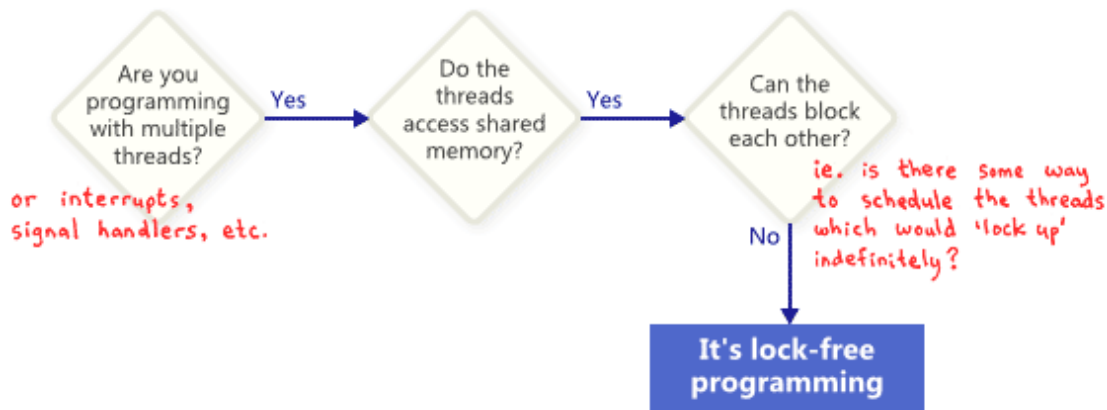 Are you
programming
with multiple
threads?
or interrupts,
signal handlers, etc.
Yes
Do the
threads
access shared
memory?
Yes
Can the
threads block
each other?
ie. is there some way
to schedule the threads
which would 'lock up'
indefinitely?
No
It's lock-free
programming